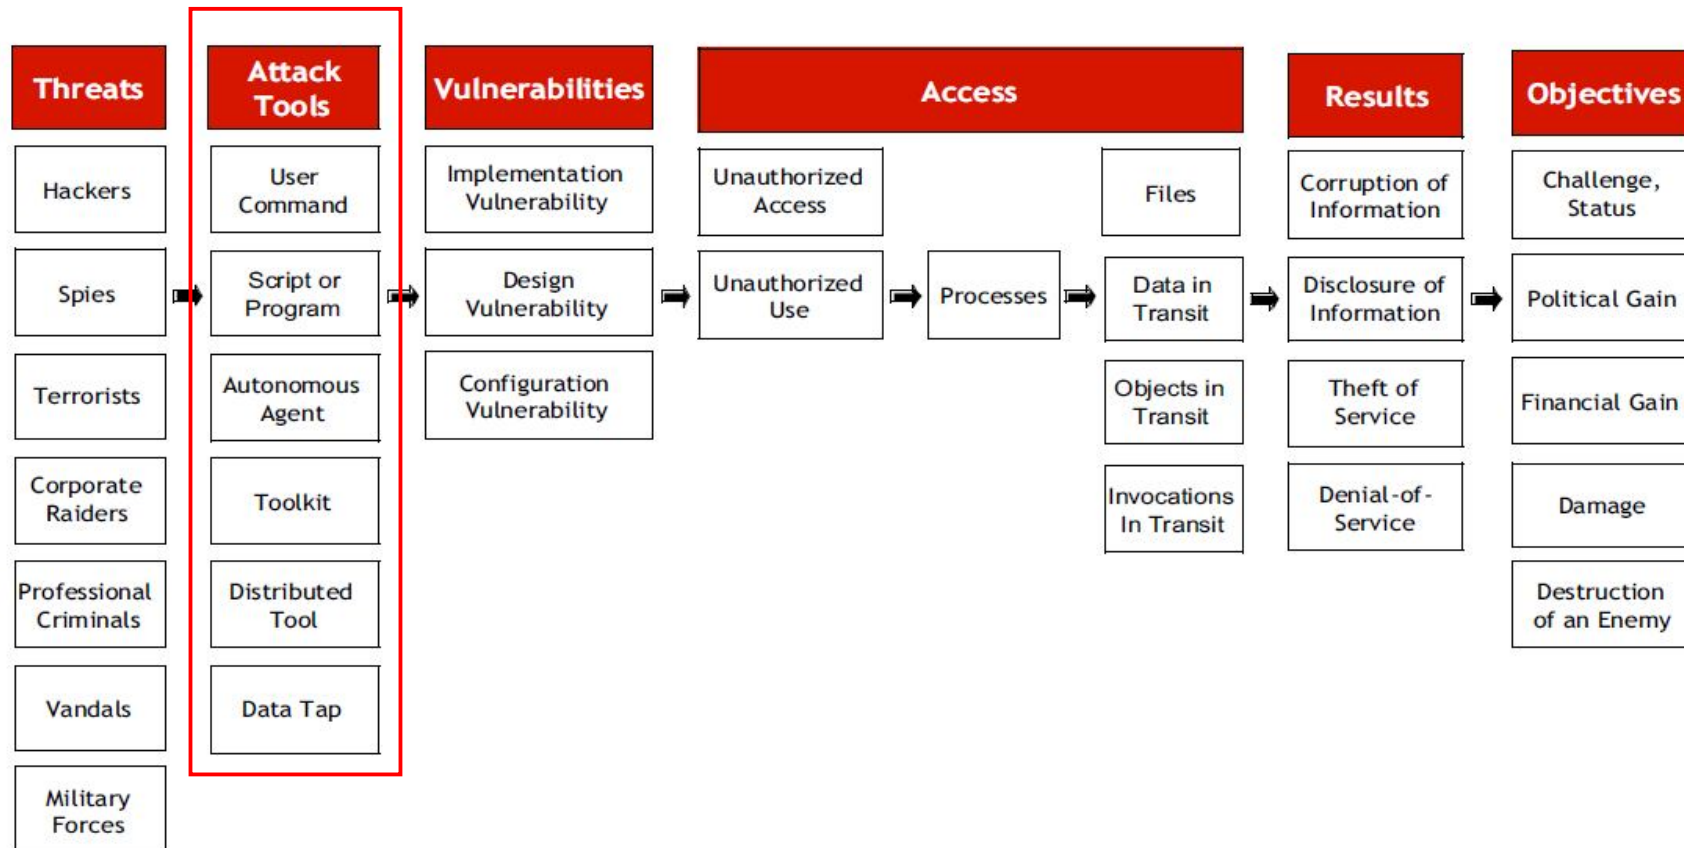 Threats
Hackers
Spies
Terrorists
Corporate
Raiders
Professional
Criminals
Vandals
Military
Forces
Attack
Tools
User
Command
Script or
Program
Autonomous
Agent
Toolkit
Distributed
Tool
Data Tap
Vulnerabilities
Implementation
Vulnerability
Design
Vulnerability
Configuration
Vulnerability
Access
Unauthorized
Access
Unauthorized
Use
Processes
Files
Data in
Transit
Objects in
Transit
Invocations
In Transit
Results
Corruption of
Information
Disclosure of
Information
Theft of
Service
Denial-of-
Service
Objectives
Challenge,
Status
Political Gain
Financial Gain
Damage
Destruction
of an Enemy